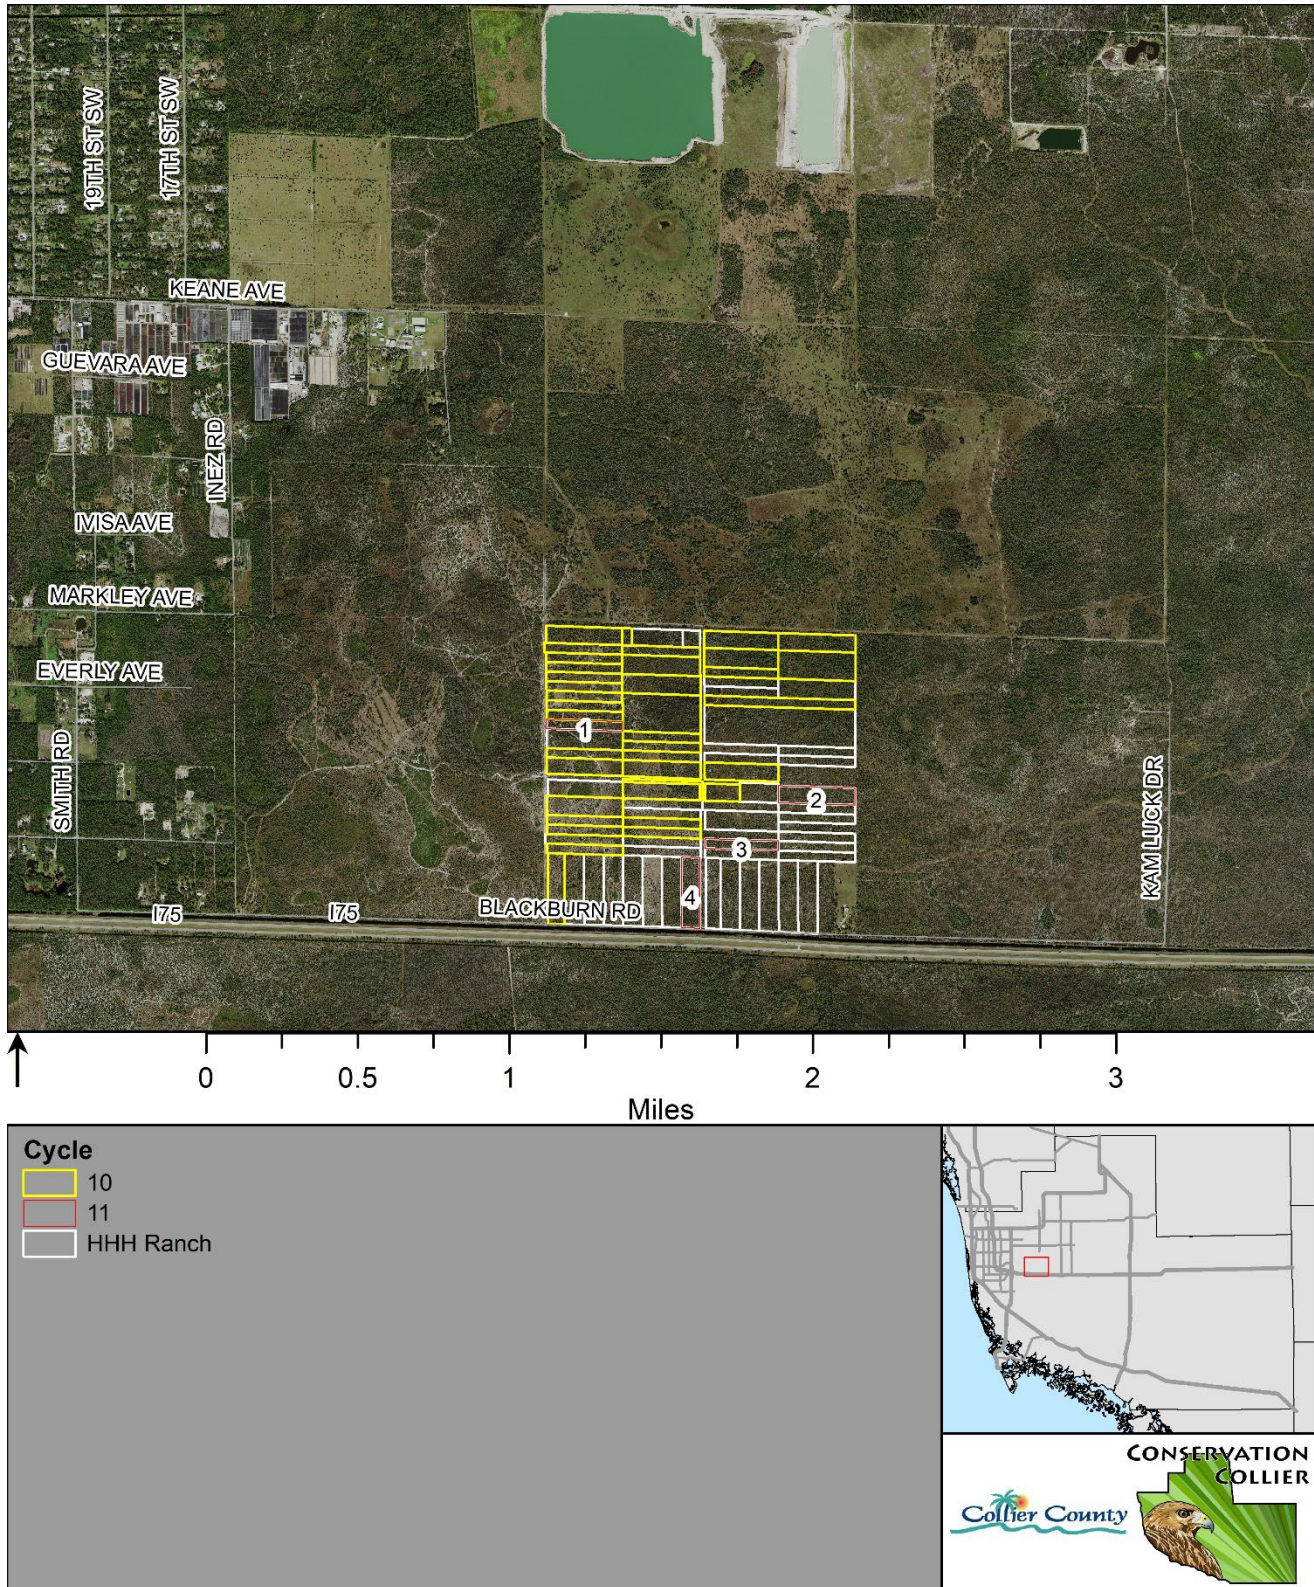 19TH ST SW
17TH ST SW
KEANE AVE
GUEVARA AVE
INEZ RD
IVISA AVE
MARKLEY AVE
EVERLY AVE
SMITH RD
KAM LUCK DR
1
2
3
4
I75
I75
BLACKBURN RD
0 0.5 1 2 3
Miles
Cycle
10
11
HHH Ranch
CONSERVATION
COLLIER
Collier County